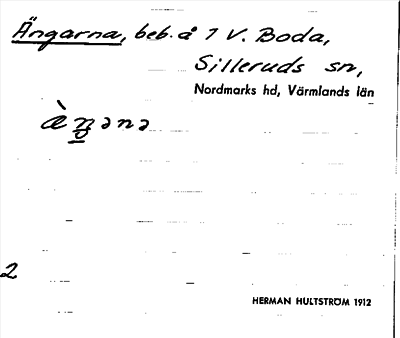 Ängarna, beb. å 7 V. Boda,
Silleruds sn,
Nordmarks hd, Värmlands län
2
HERMAN HULTSTRÖM 1912